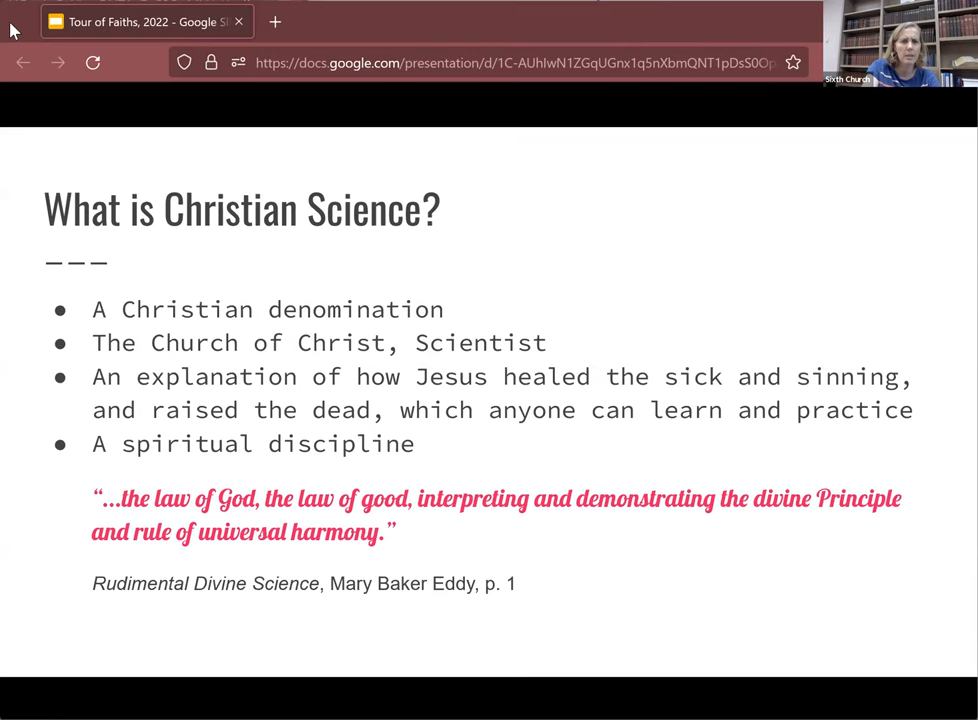 Tour of Faiths, 2022 - Google Sl
https://docs.google.com/presentation/d/1C-AUhlwN1ZGqUGnx1q5nXbmQNT1pDsS0Op
Sixth Church
What is Christian Science?
● A Christian denomination
● The Church of Christ, Scientist
● An explanation of how Jesus healed the sick and sinning,
and raised the dead, which anyone can learn and practice
● A spiritual discipline
“...the law of God, the law of good, interpreting and demonstrating the divine Principle
and rule of universal harmony.”
Rudimental Divine Science, Mary Baker Eddy, p. 1